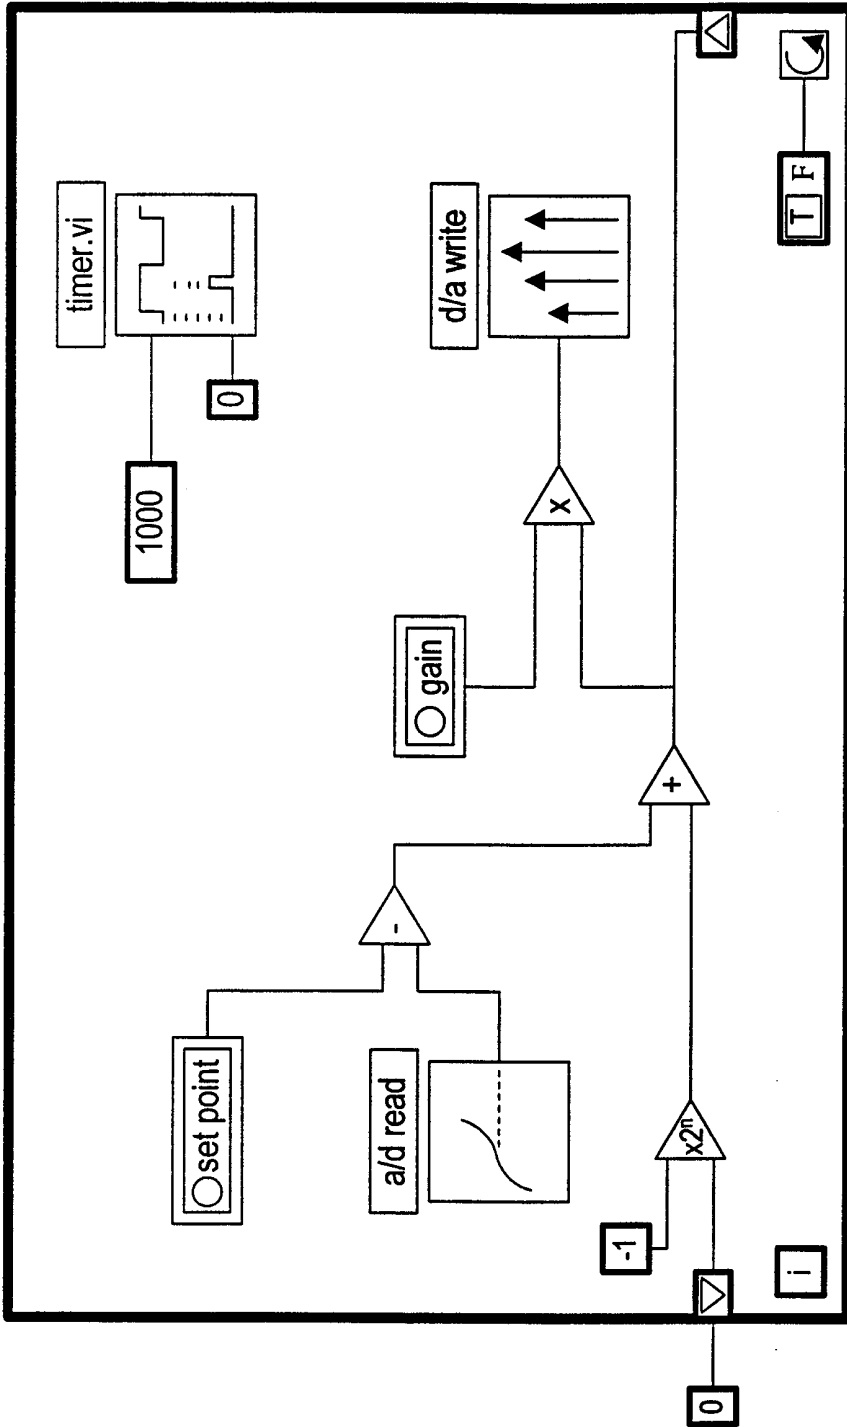 timer.vi
1000
0
set point
-
a/d read
gain
x
d/a write
-1
x2ⁿ
+
0
i
T F